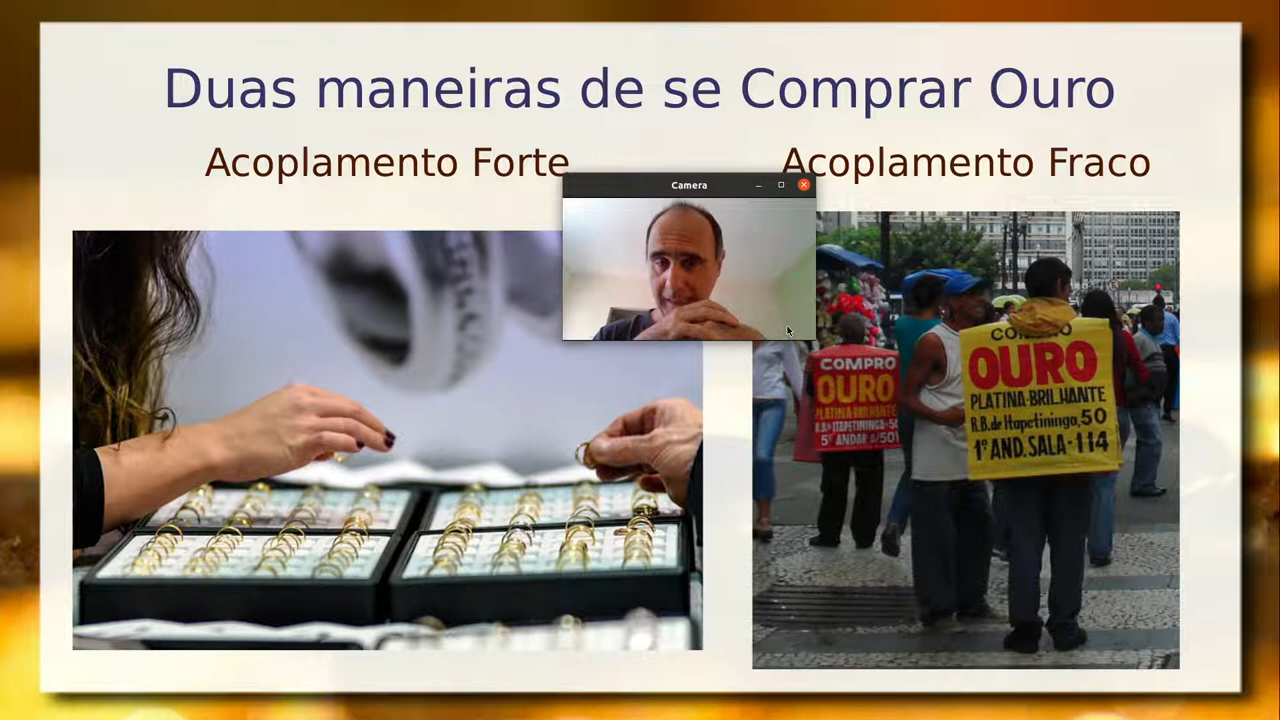 Duas maneiras de se Comprar Ouro
Acoplamento Forte
Acoplamento Fraco
Camera
COMPRO
OURO
PLATINA-BRILHANTE
5º ANDAR s/501
OURO
PLATINA-BRILHANTE
R.B.de Itapetininga,50
1º AND. SALA-114